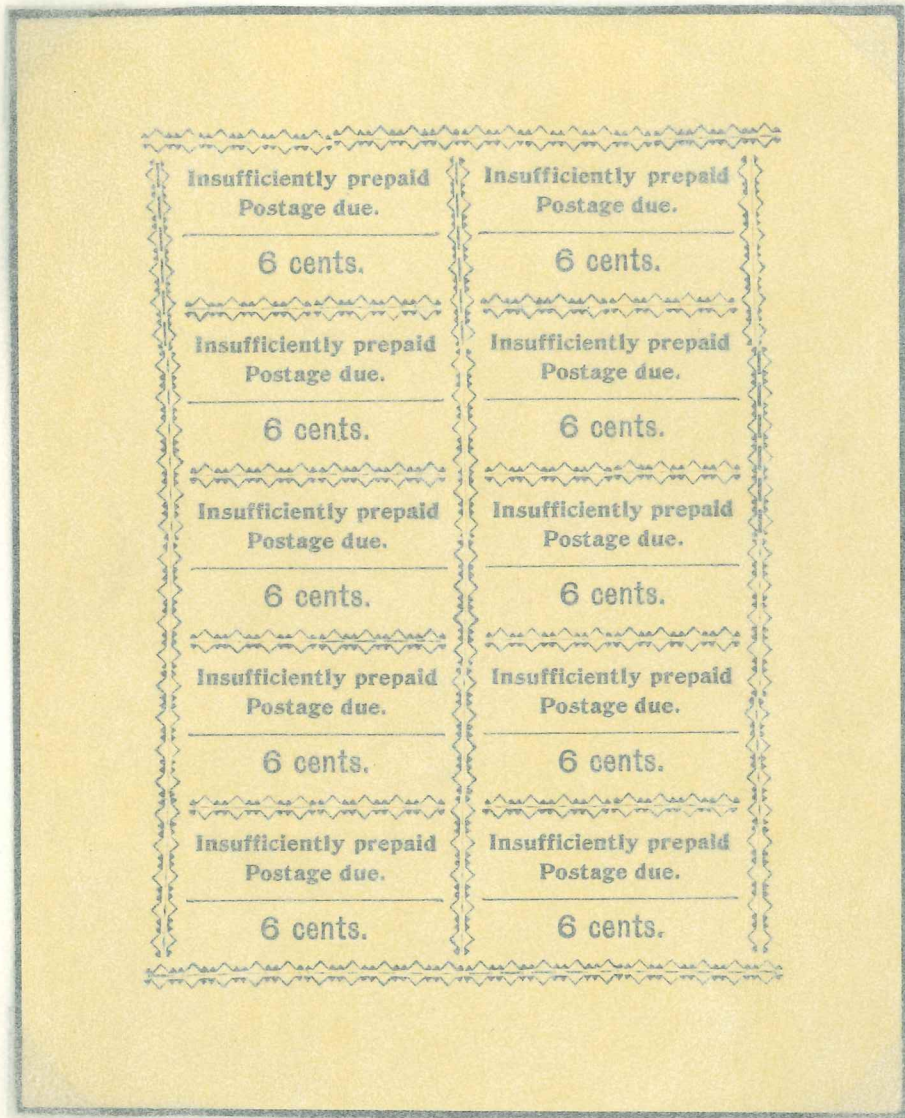 Insufficiently prepaid
Postage due.
6 cents.
Insufficiently prepaid
Postage due.
6 cents.
Insufficiently prepaid
Postage due.
6 cents.
Insufficiently prepaid
Postage due.
6 cents.
Insufficiently prepaid
Postage due.
6 cents.
Insufficiently prepaid
Postage due.
6 cents.
Insufficiently prepaid
Postage due.
6 cents.
Insufficiently prepaid
Postage due.
6 cents.
Insufficiently prepaid
Postage due.
6 cents.
Insufficiently prepaid
Postage due.
6 cents.